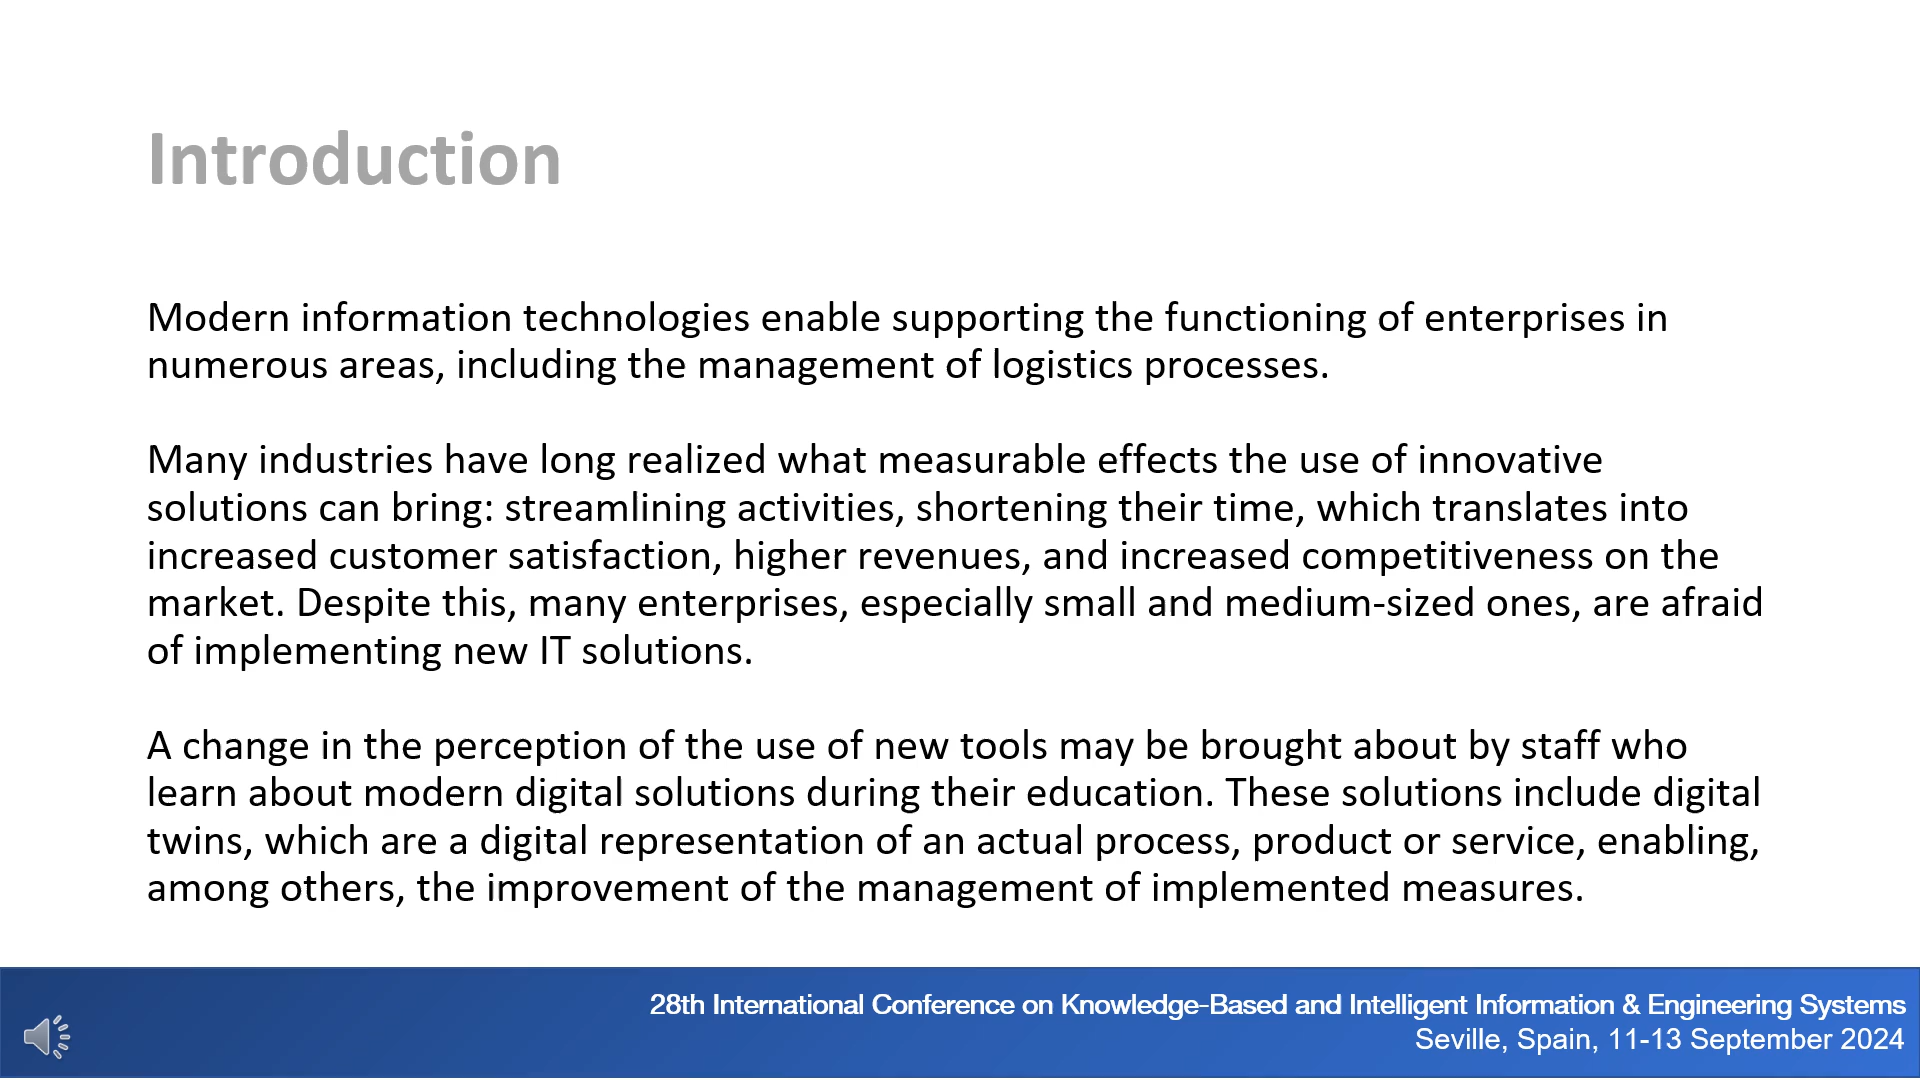 Introduction
Modern information technologies enable supporting the functioning of enterprises in
numerous areas, including the management of logistics processes.
Many industries have long realized what measurable effects the use of innovative
solutions can bring: streamlining activities, shortening their time, which translates into
increased customer satisfaction, higher revenues, and increased competitiveness on the
market. Despite this, many enterprises, especially small and medium-sized ones, are afraid
of implementing new IT solutions.
A change in the perception of the use of new tools may be brought about by staff who
learn about modern digital solutions during their education. These solutions include digital
twins, which are a digital representation of an actual process, product or service, enabling,
among others, the improvement of the management of implemented measures.
28th International Conference on Knowledge-Based and Intelligent Information & Engineering Systems
Seville, Spain, 11-13 September 2024